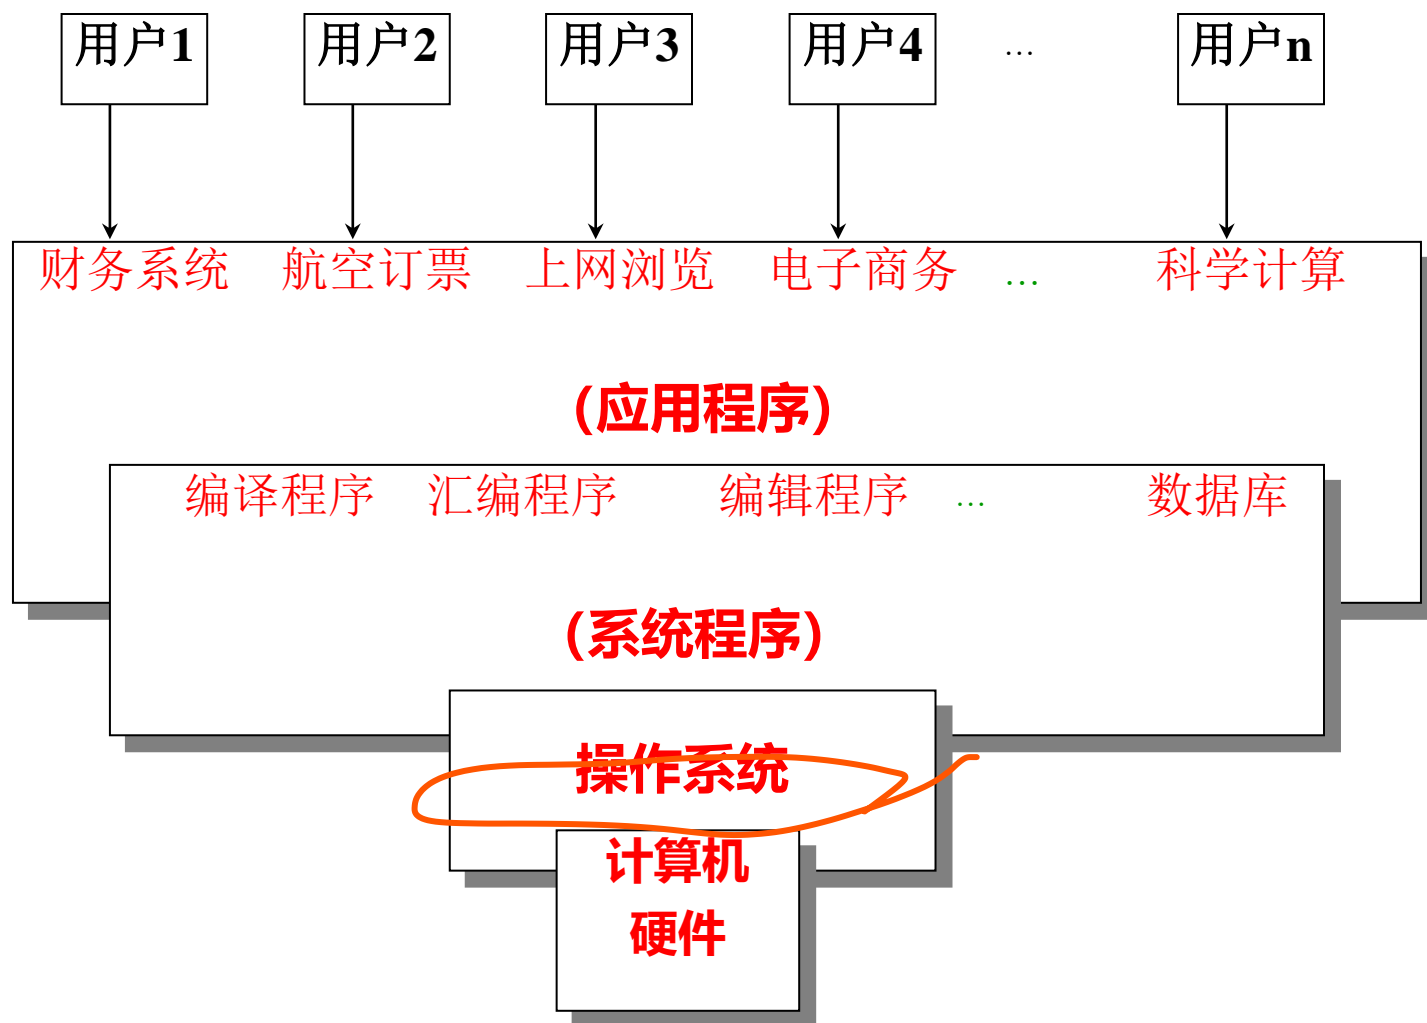 用户1 用户2 用户3 用户4 … 用户n
财务系统 航空订票 上网浏览 电子商务 … 科学计算
(应用程序)
编译程序 汇编程序 编辑程序 … 数据库
(系统程序)
操作系统
计算机
硬件